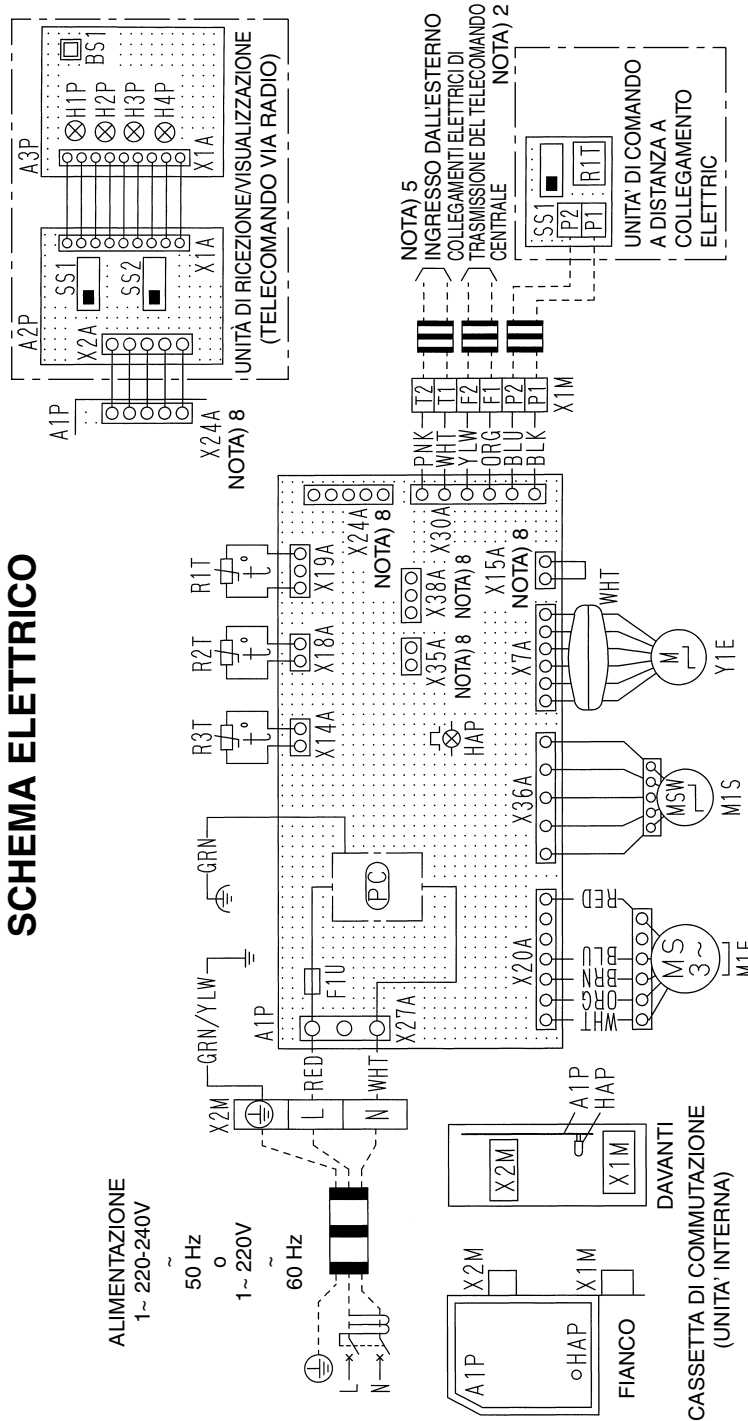 SCHEMA ELETTRICO
ALIMENTAZIONE
1~ 220-240V
~
50 Hz
o
1~ 220V
~
60 Hz
L
N
X2M
L
N
GRN/YLW
GRN
RED
WHT
A1P
F1U
X27A
PC
R3T
t°
X14A
R2T
t°
X18A
R1T
t°
X19A
HAP
X35A
NOTA) 8
X38A
NOTA) 8
X24A
NOTA) 8
X30A
X15A
NOTA) 8
X20A
X36A
X7A
WHT
ORG
BRN
BLU
RED
MS
3~
M1F
MSW
M1S
WHT
M
Y1E
PNK
WHT
YLW
ORG
BLU
BLK
T2
T1
F2
F1
P2
P1
X1M
NOTA) 5
INGRESSO DALL'ESTERNO
COLLEGAMENTI ELETTRICI DI
TRASMISSIONE DEL TELECOMANDO
CENTRALE
NOTA) 2
SS1
P2
P1
R1T
UNITA' DI COMANDO
A DISTANZA A
COLLEGAMENTO
ELETTRIC
A1P
X24A
NOTA) 8
A2P
X2A
SS1
SS2
X1A
A3P
X1A
H1P
H2P
H3P
H4P
BS1
UNITÀ DI RICEZIONE/VISUALIZZAZIONE
(TELECOMANDO VIA RADIO)
A1P
HAP
X2M
X1M
FIANCO
X2M
X1M
A1P
HAP
DAVANTI
CASSETTA DI COMMUTAZIONE
(UNITA' INTERNA)